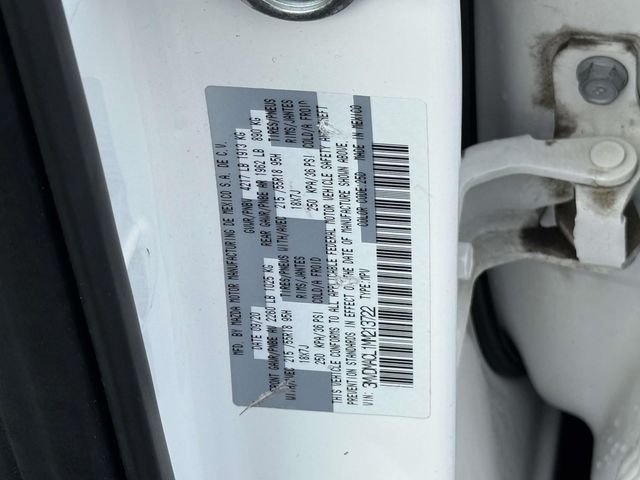 MFD. BY MAZDA MOTOR MANUFACTURING DE MEXICO S.A. DE C.V.
DATE 09/20 GVWR/PNBV 4217 LB 1913 KG
FRONT GAWR/PNBE AV 2260 LB 1025 KG REAR GAWR/PNBE AR 1962 LB 890 KG
WITH/AVEC 215 /55R18 95H TIRES/PNEUS WITH/AVEC 215 /55R18 95H TIRES/PNEUS
18X7J RIMS/JANTES 18X7J RIMS/JANTES
250 KPA/36 PSI COLD/A FROID 250 KPA/36 PSI COLD/A FROID
THIS VEHICLE CONFORMS TO ALL APPLICABLE FEDERAL MOTOR VEHICLE SAFETY AND THEFT
PREVENTION STANDARDS IN EFFECT ON THE DATE OF MANUFACTURE SHOWN ABOVE.
COLOR CODE: 25D MADE IN MEXICO
VIN: TYPE: MPV